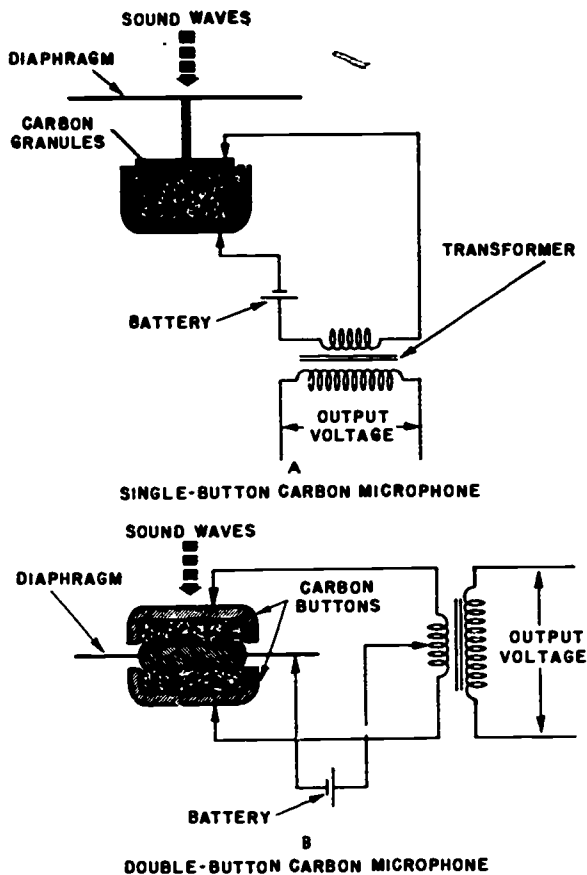 SOUND WAVES
DIAPHRAGM
CARBON
GRANULES
TRANSFORMER
BATTERY
OUTPUT
VOLTAGE
A
SINGLE-BUTTON CARBON MICROPHONE
SOUND WAVES
DIAPHRAGM
CARBON
BUTTONS
OUTPUT
VOLTAGE
BATTERY
B
DOUBLE-BUTTON CARBON MICROPHONE